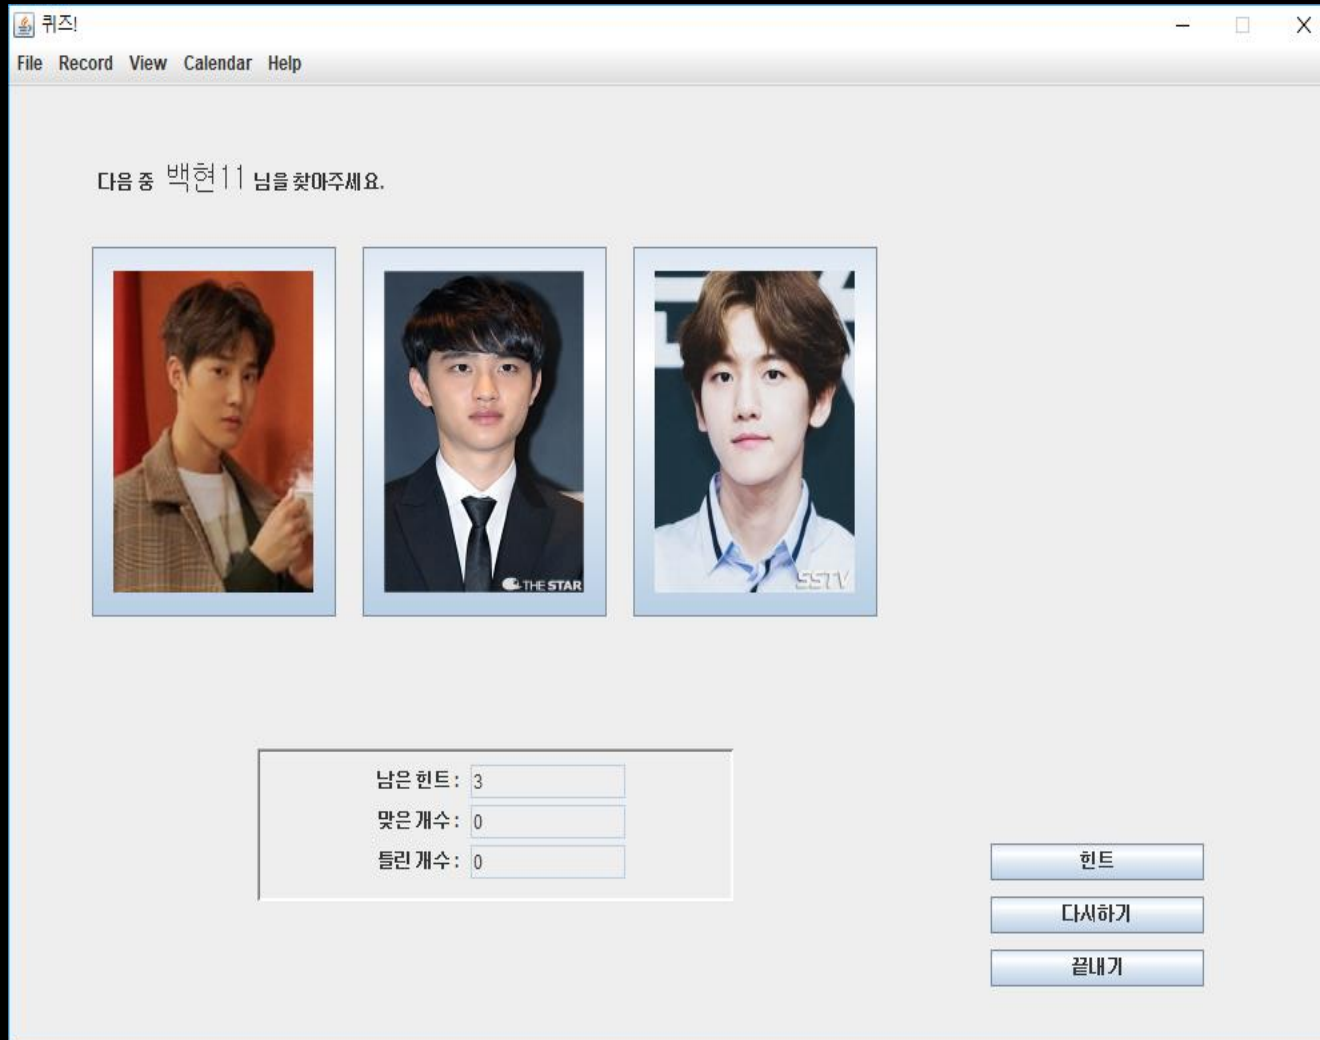 퀴즈!
File Record View Calendar Help
다음 중 백현11 님을 찾아주세요.
THE STAR
SSTV
남은 힌트 : 3
맞은 개수 : 0
틀린 개수 : 0
힌트
다시하기
끝내기